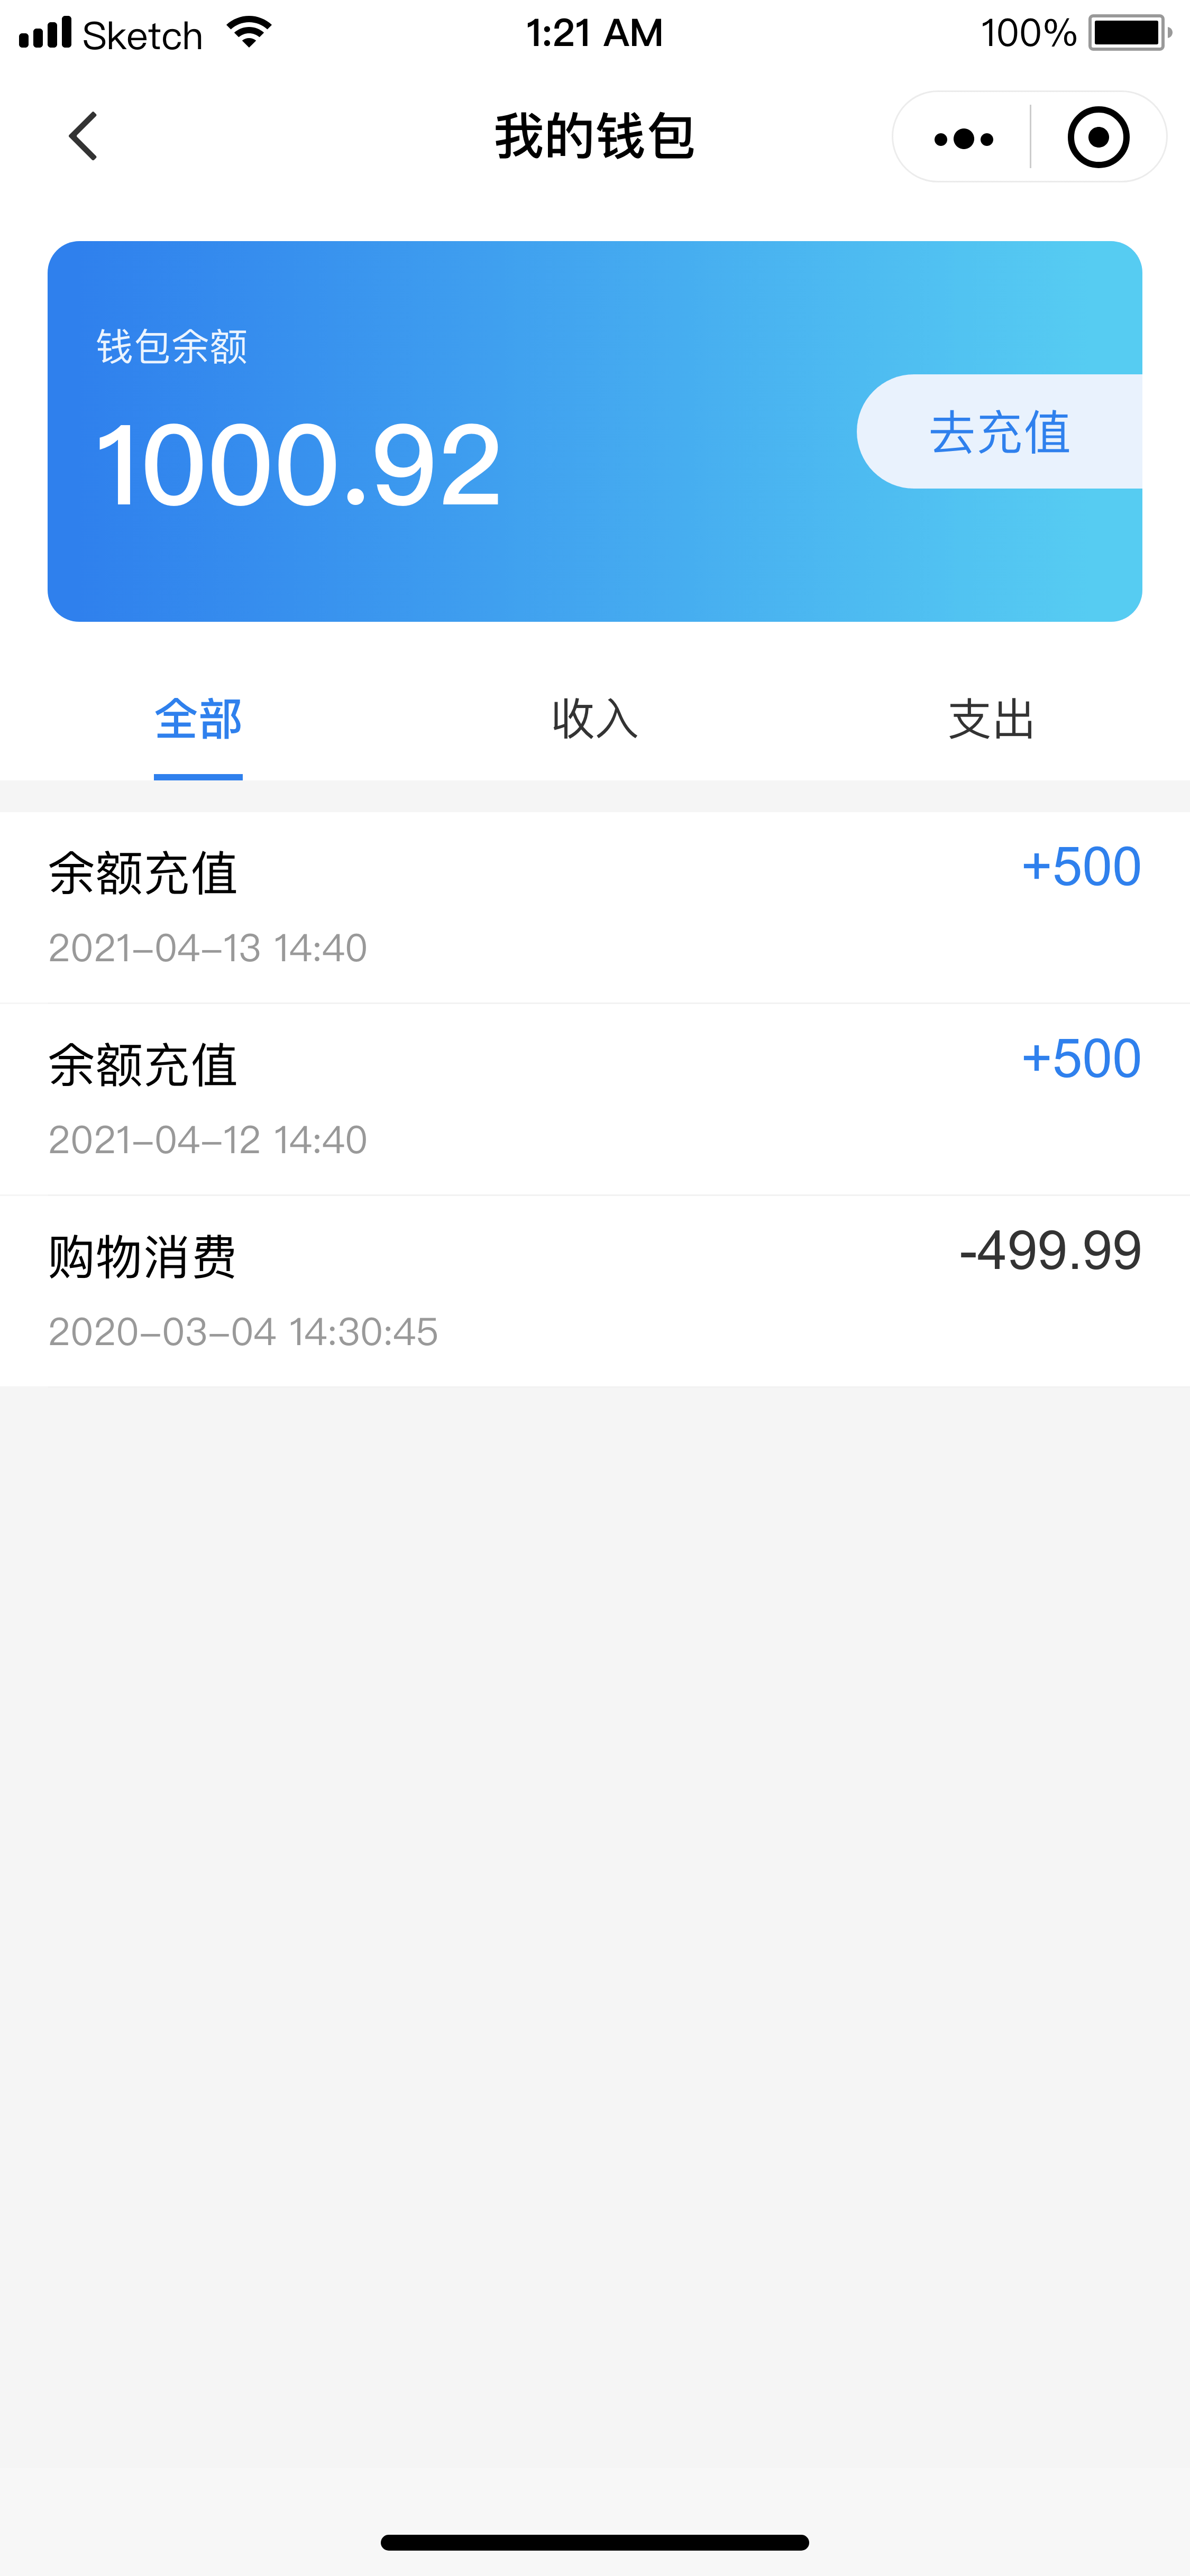 Sketch 1:21 AM 100%
我的钱包
钱包余额
1000.92
去充值
全部 收入 支出
余额充值 +500
2021-04-13 14:40
余额充值 +500
2021-04-12 14:40
购物消费 -499.99
2020-03-04 14:30:45